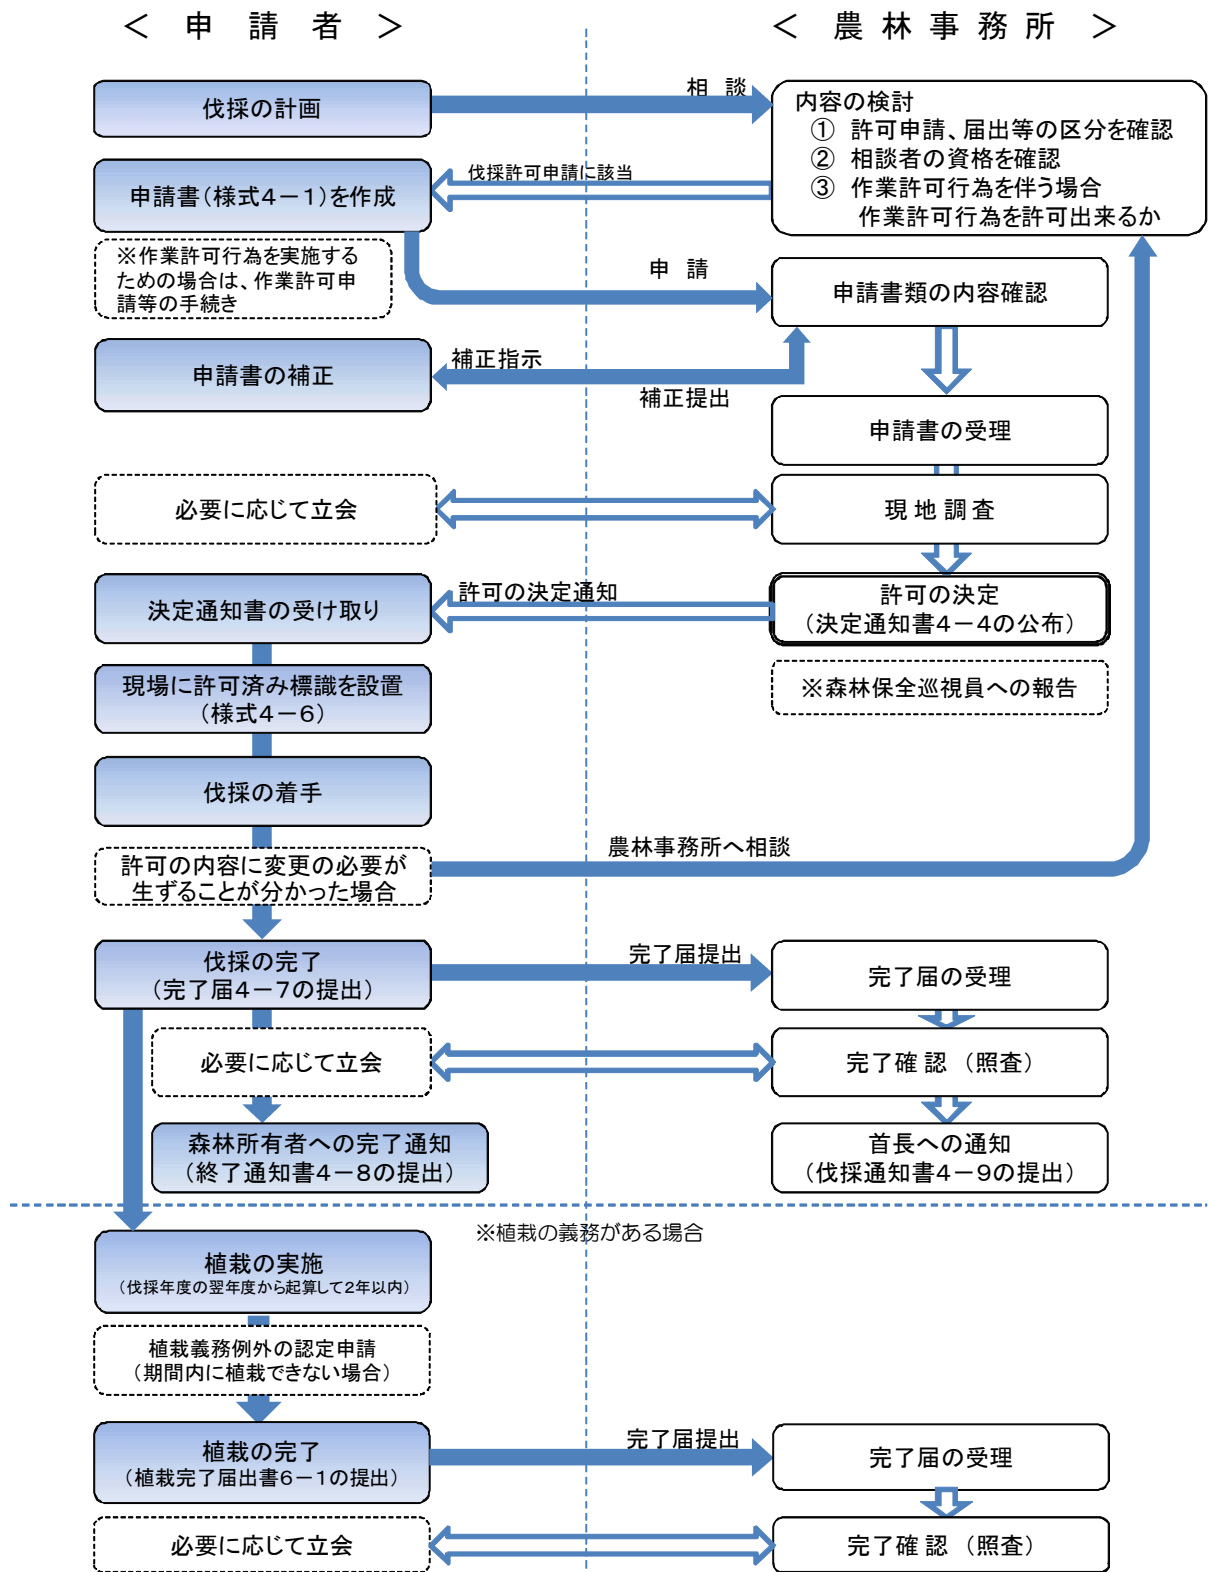 ＜ 申 請 者 ＞
＜ 農 林 事 務 所 ＞
伐採の計画
相 談
内容の検討
① 許可申請、届出等の区分を確認
② 相談者の資格を確認
③ 作業許可行為を伴う場合
作業許可行為を許可出来るか
伐採許可申請に該当
申請書（様式４－１）を作成
※作業許可行為を実施する
ための場合は、作業許可申
請等の手続き
申 請
申請書類の内容確認
申請書の補正
補正指示
補正提出
申請書の受理
必要に応じて立会
現 地 調 査
決定通知書の受け取り
許可の決定通知
許可の決定
（決定通知書４－４の公布）
現場に許可済み標識を設置
（様式４－６）
※森林保全巡視員への報告
伐採の着手
許可の内容に変更の必要が
生ずることが分かった場合
農林事務所へ相談
伐採の完了
（完了届４－７の提出）
完了届提出
完了届の受理
必要に応じて立会
完了確 認 （照査）
森林所有者への完了通知
（終了通知書４－８の提出）
首長への通知
（伐採通知書４－９の提出）
※植栽の義務がある場合
植栽の実施
（伐採年度の翌年度から起算して２年以内）
植栽義務例外の認定申請
（期間内に植栽できない場合）
植栽の完了
（植栽完了届出書６－１の提出）
完了届提出
完了届の受理
必要に応じて立会
完了確 認 （照査）